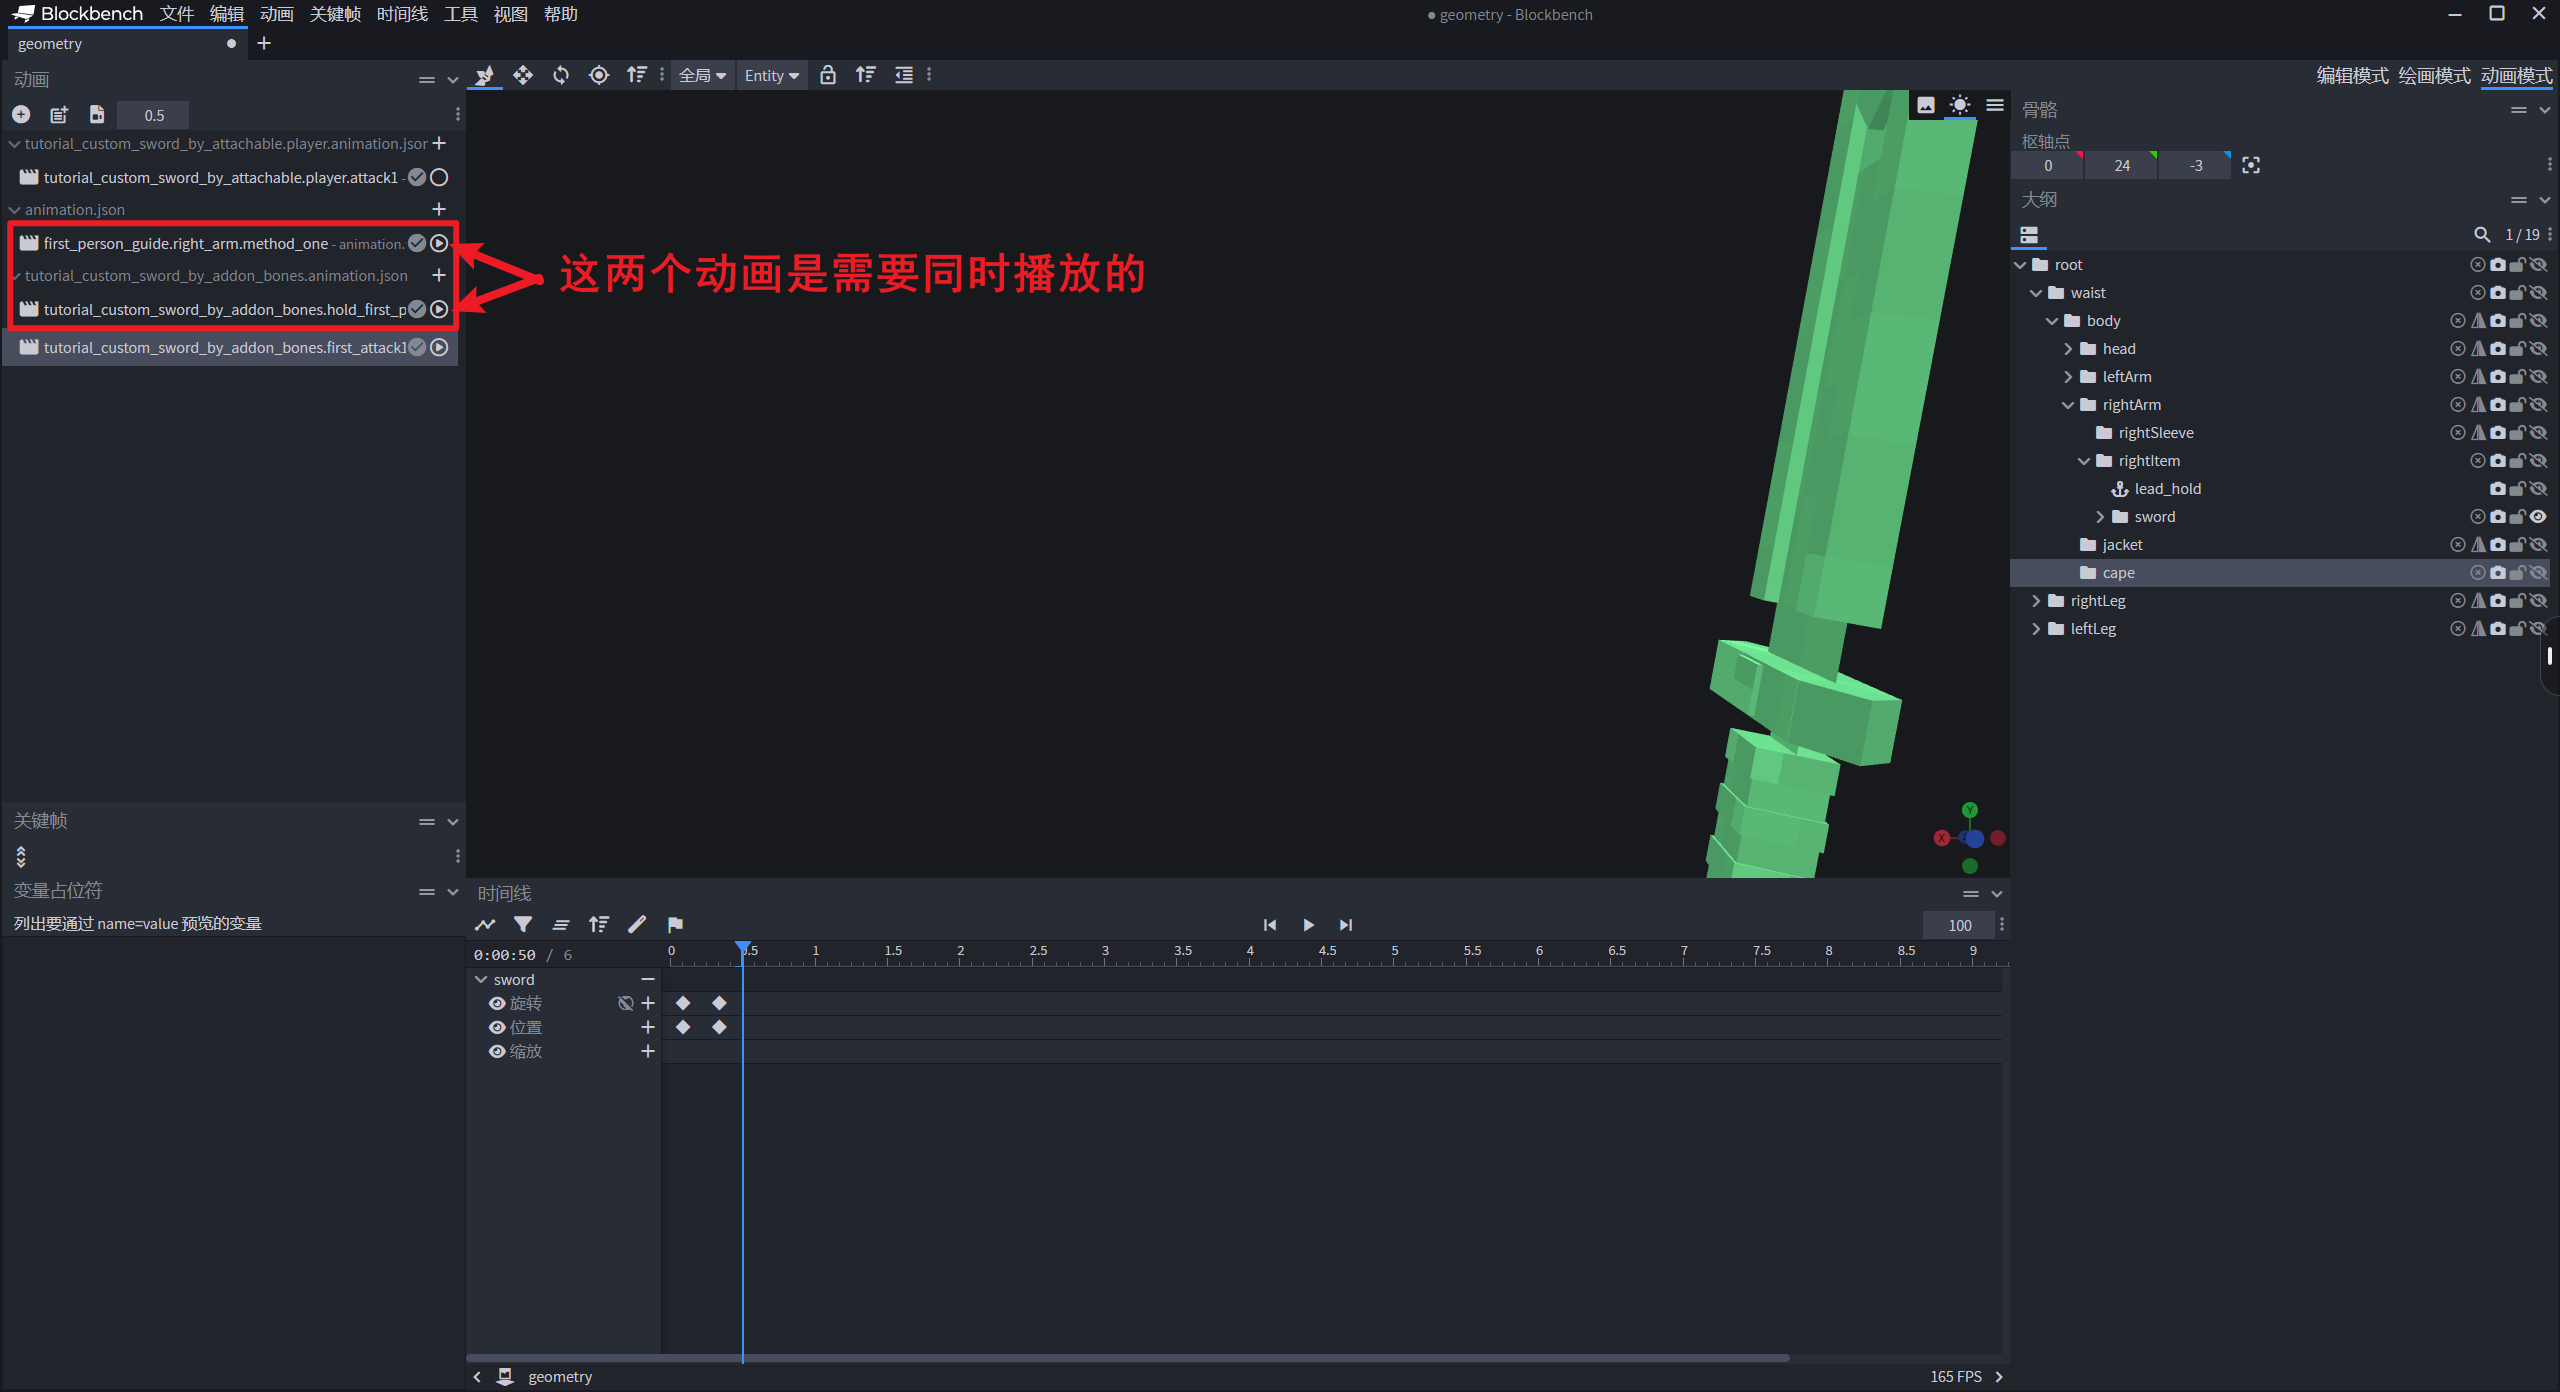 Blockbench 文件 编辑 动画 关键帧 时间线 工具 视图 帮助
geometry - Blockbench
geometry
动画
0.5
tutorial_custom_sword_by_attachable.player.animation.jsor
tutorial_custom_sword_by_attachable.player.attack1 -
animation.json
first_person_guide.right_arm.method_one - animation.
tutorial_custom_sword_by_addon_bones.animation.json
tutorial_custom_sword_by_addon_bones.hold_first_p
tutorial_custom_sword_by_addon_bones.first_attack1
这两个动画是需要同时播放的
全局 Entity
编辑模式 绘画模式 动画模式
骨骼
枢轴点
0 24 -3
大纲
1 / 19
root
waist
body
head
leftArm
rightArm
rightSleeve
rightItem
lead_hold
sword
jacket
cape
rightLeg
leftLeg
Y
X
关键帧
变量占位符
列出要通过 name=value 预览的变量
时间线
100
0:00:50 / 6
0 .5 1 1.5 2 2.5 3 3.5 4 4.5 5 5.5 6 6.5 7 7.5 8 8.5 9
sword
旋转
位置
缩放
geometry
165 FPS